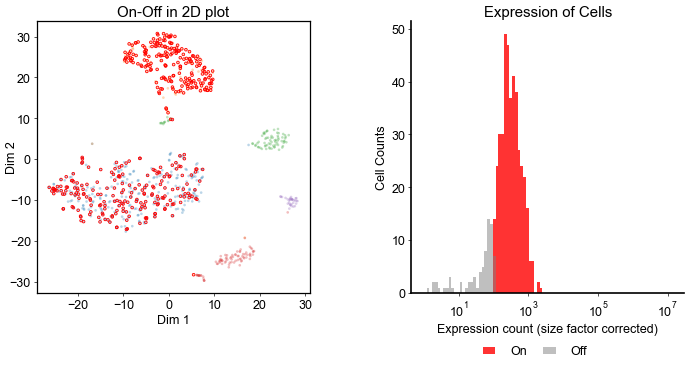 On-Off in 2D plot
Dim 2
30
20
10
0
−10
−20
−30
−20
−10
0
10
20
30
Dim 1
Expression of Cells
Cell Counts
50
40
30
20
10
0
10^1
10^3
10^5
10^7
Expression count (size factor corrected)
On
Off